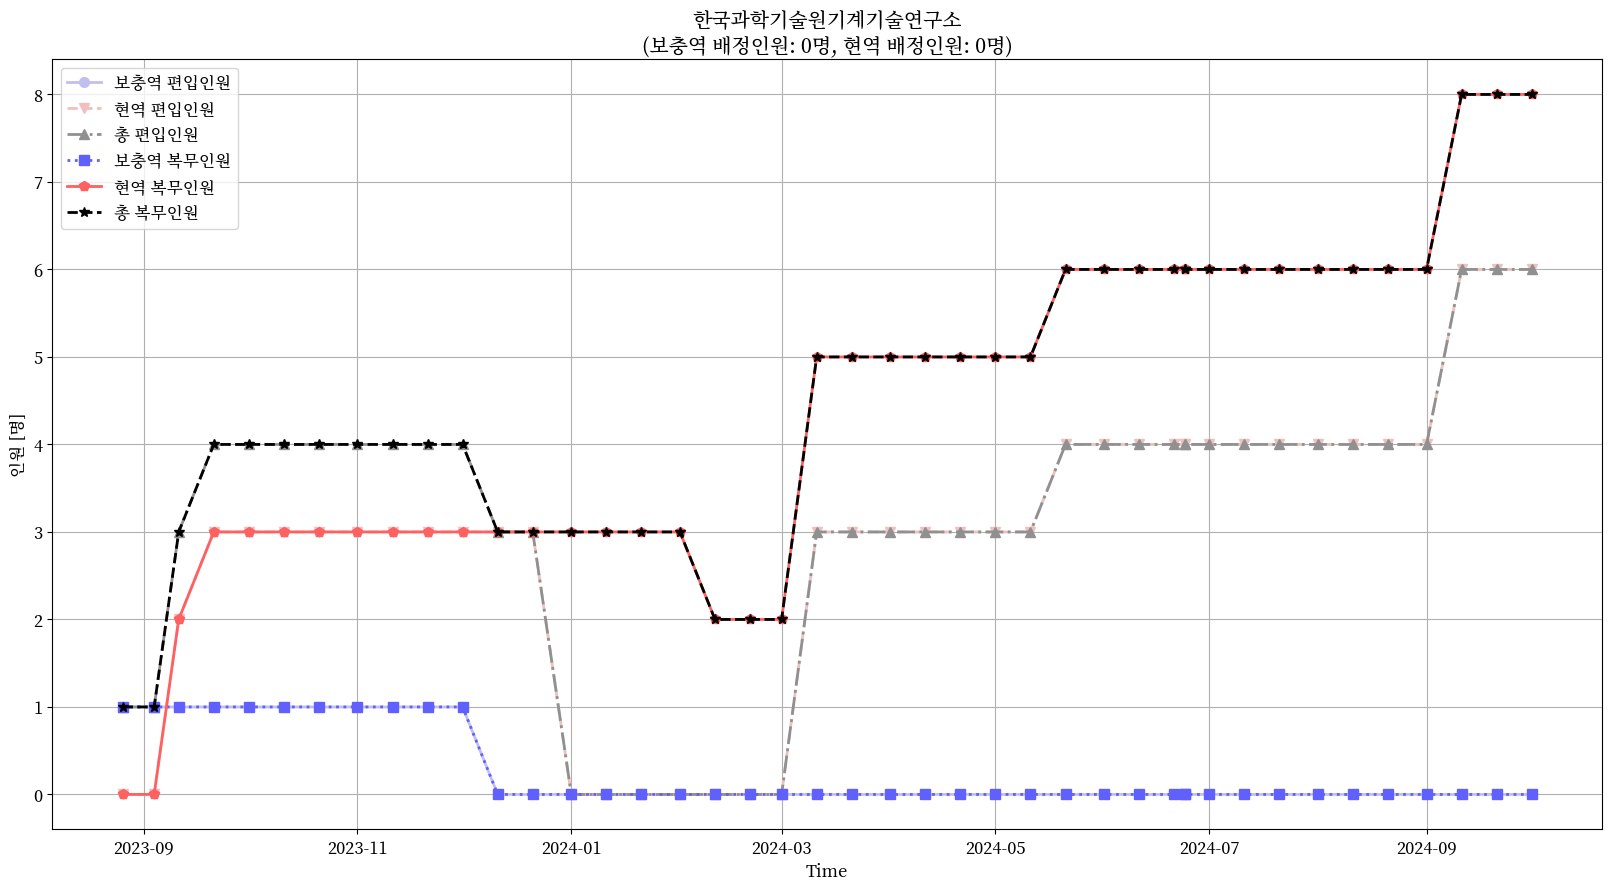 한국과학기술원기계기술연구소
(보충역 배정인원: 0명, 현역 배정인원: 0명)
보충역 편입인원
현역 편입인원
총 편입인원
보충역 복무인원
현역 복무인원
총 복무인원
인원 [명]
8
7
6
5
4
3
2
1
0
2023-09
2023-11
2024-01
2024-03
2024-05
2024-07
2024-09
Time